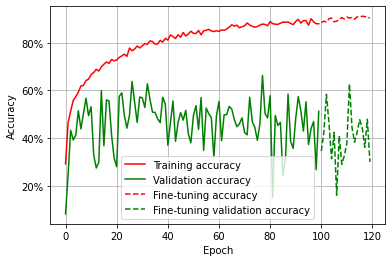 Accuracy
80%
60%
40%
20%
Training accuracy
Validation accuracy
Fine-tuning accuracy
Fine-tuning validation accuracy
0
20
40
60
80
100
120
Epoch